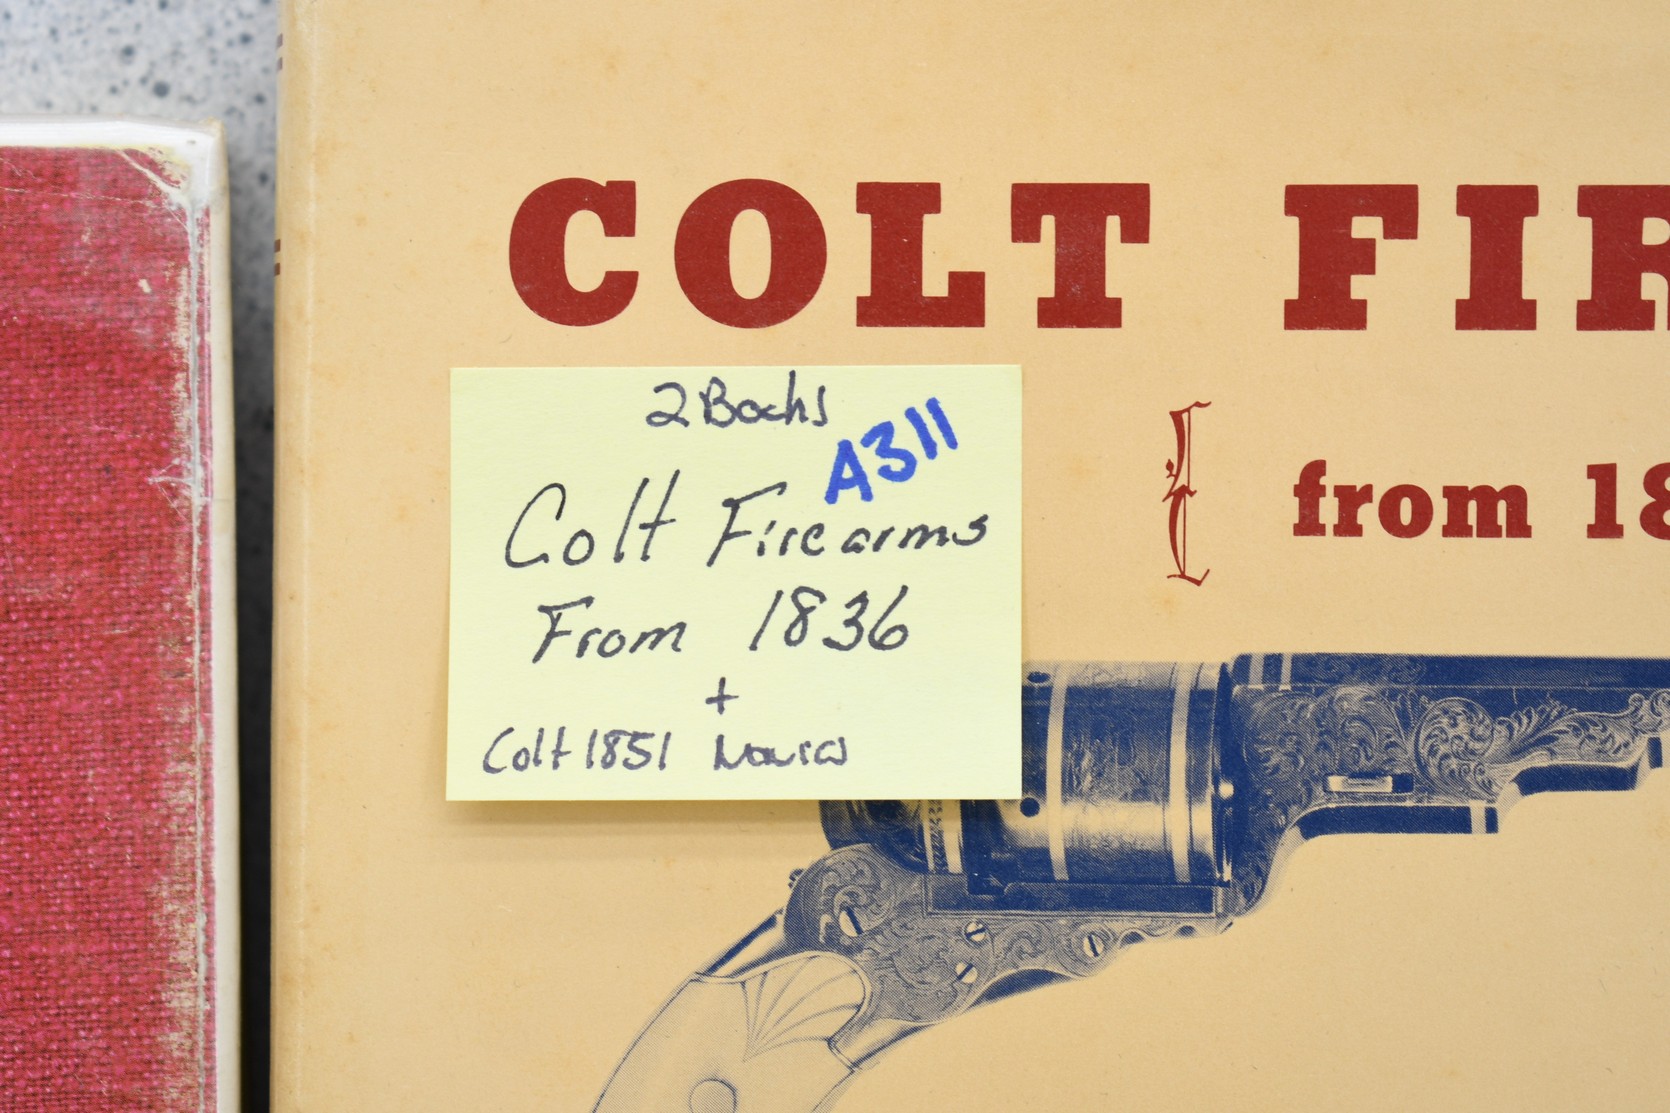 COLT FIR
2 Books
A311
Colt Firearms
from 18
From 1836
+
Colt 1851 Navies